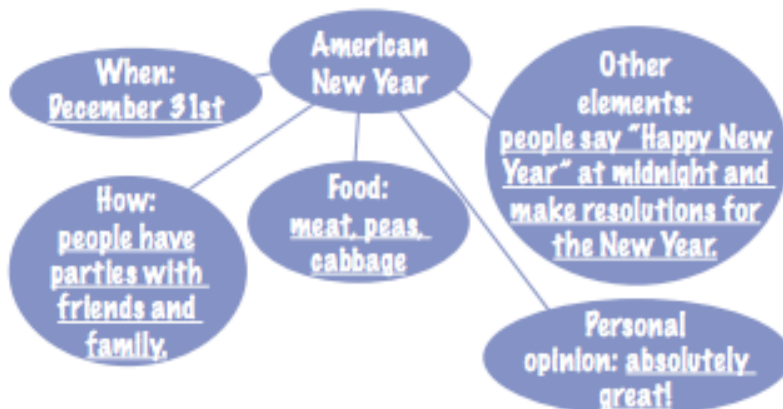 American
New Year
When:
December 31st
Other
elements:
people say "Happy New
Year" at midnight and
make resolutions for
the New Year.
How:
people have
parties with
friends and
family.
Food:
meat, peas,
cabbage
Personal
opinion: absolutely
great!